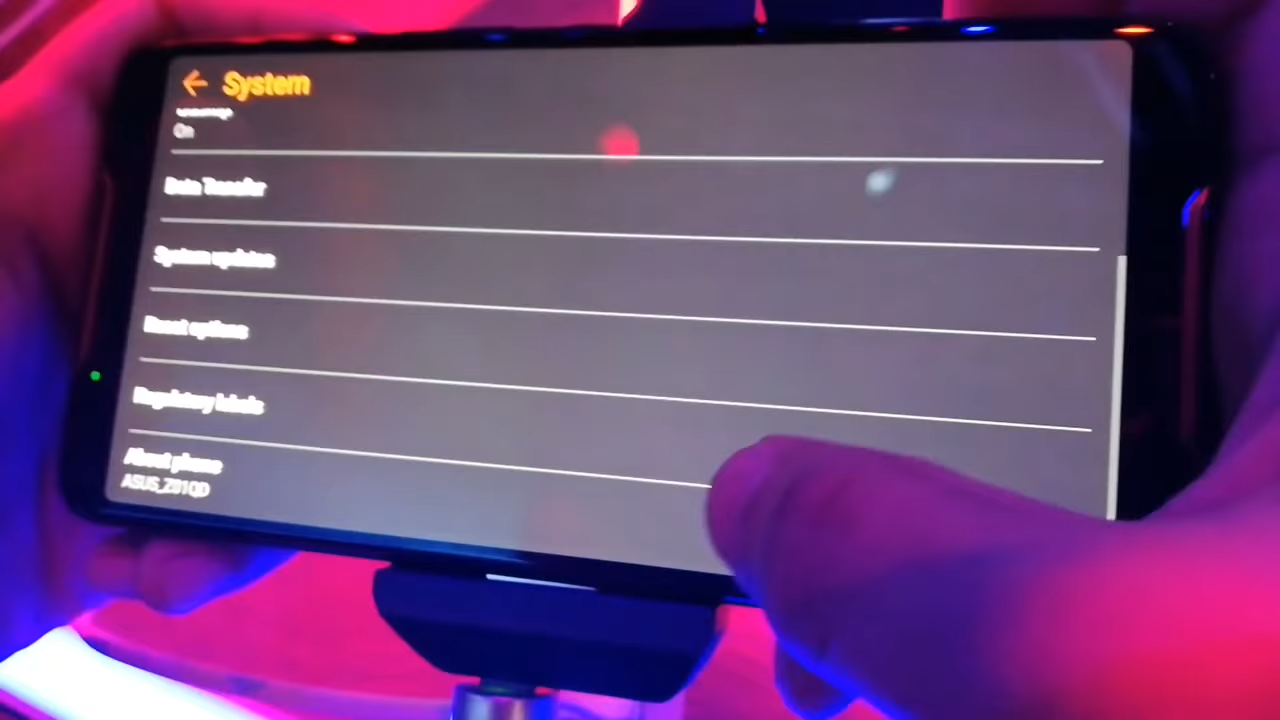 System
On
Data Transfer
System updates
Reset options
Regulatory labels
About phone
ASUS_Z01QD